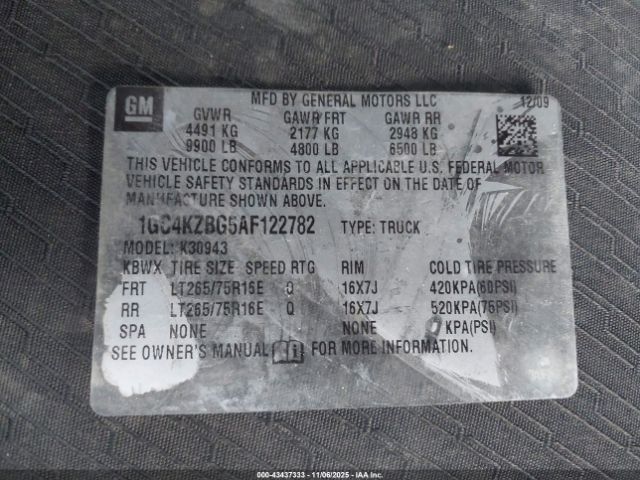 GM
MFD BY GENERAL MOTORS LLC 12/09
GVWR GAWR FRT GAWR RR
4491 KG 2177 KG 2948 KG
9900 LB 4800 LB 6500 LB
THIS VEHICLE CONFORMS TO ALL APPLICABLE U.S. FEDERAL MOTOR
VEHICLE SAFETY STANDARDS IN EFFECT ON THE DATE OF
MANUFACTURE SHOWN ABOVE.
1GC4KZBG5AF122782 TYPE: TRUCK
MODEL: K30943
KBWX TIRE SIZE SPEED RTG RIM COLD TIRE PRESSURE
FRT LT265/75R16E Q 16X7J 420KPA(60PSI)
RR LT265/75R16E Q 16X7J 520KPA(75PSI)
SPA NONE NONE KPA(PSI)
SEE OWNER'S MANUAL FOR MORE INFORMATION.
© 00-43437333 - 11/06/2025 - IAA, Inc.